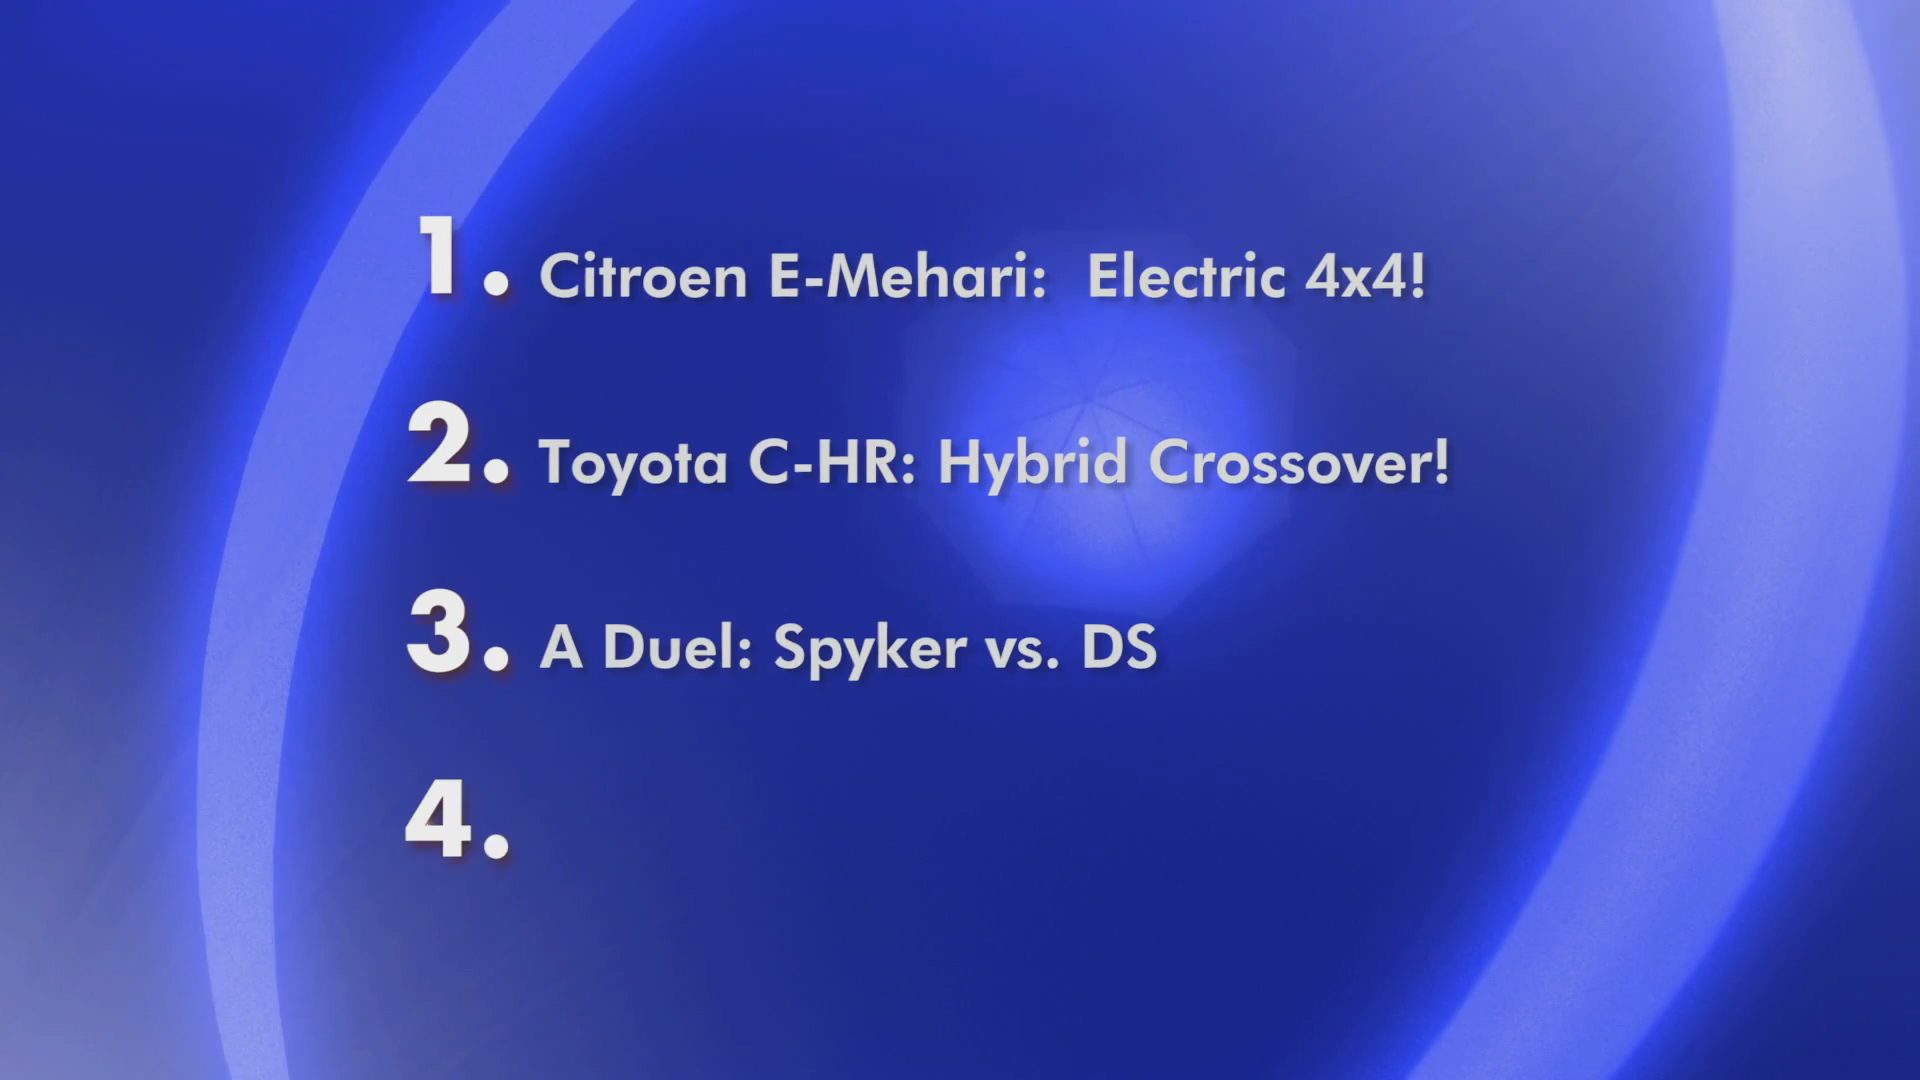 1. Citroen E-Mehari: Electric 4x4!
2. Toyota C-HR: Hybrid Crossover!
3. A Duel: Spyker vs. DS
4.